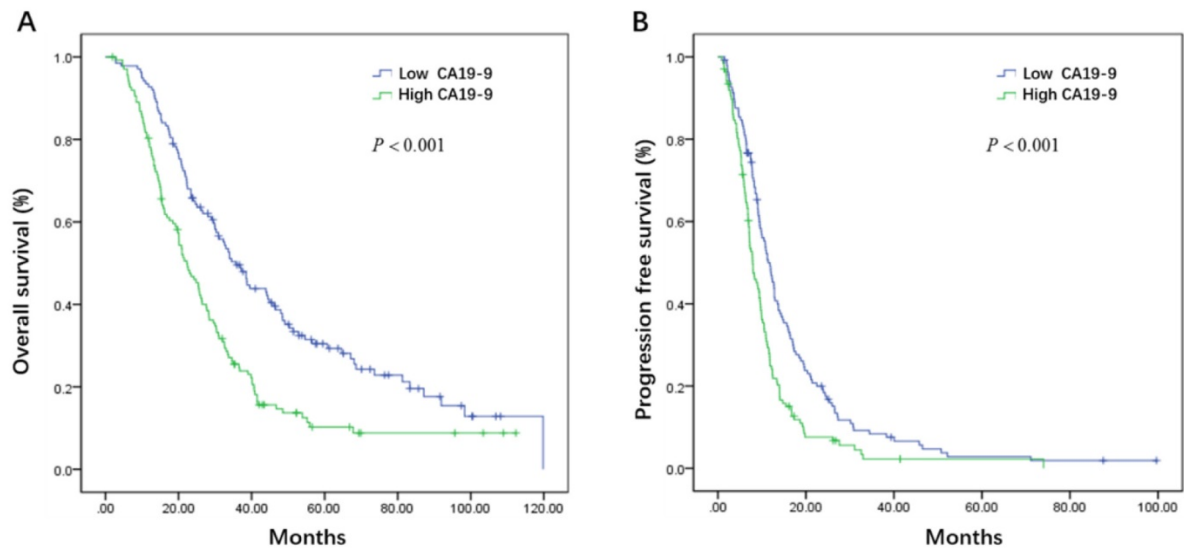 A
Overall survival (%)
1.0
0.8
0.6
0.4
0.2
0.0
Low CA19-9
High CA19-9
P < 0.001
.00 20.00 40.00 60.00 80.00 100.00 120.00
Months
B
Progression free survival (%)
1.0
0.8
0.6
0.4
0.2
0.0
Low CA19-9
High CA19-9
P < 0.001
.00 20.00 40.00 60.00 80.00 100.00
Months